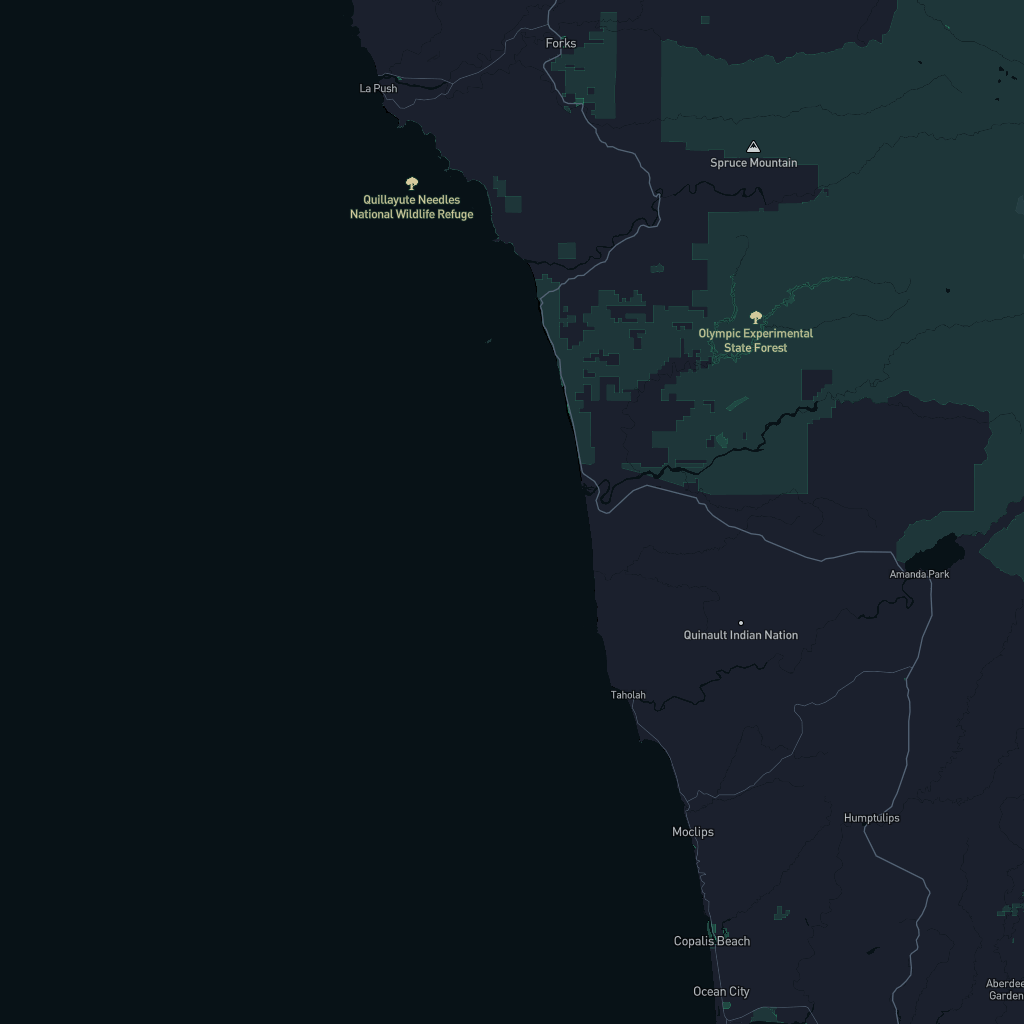 Forks
La Push
Spruce Mountain
Quillayute Needles
National Wildlife Refuge
Olympic Experimental
State Forest
Amanda Park
Quinault Indian Nation
Taholah
Humptulips
Moclips
Copalis Beach
Ocean City
Aberdee
Garden